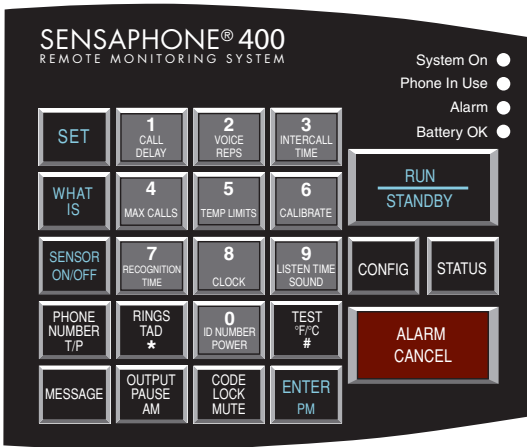 SENSAPHONE® 400
REMOTE MONITORING SYSTEM
System On
Phone In Use
Alarm
Battery OK
SET
1
CALL
DELAY
2
VOICE
REPS
3
INTERCALL
TIME
RUN
STANDBY
WHAT
IS
4
MAX CALLS
5
TEMP LIMITS
6
CALIBRATE
SENSOR
ON/OFF
7
RECOGNITION
TIME
8
CLOCK
9
LISTEN TIME
SOUND
CONFIG
STATUS
PHONE
NUMBER
T/P
RINGS
TAD
*
0
ID NUMBER
POWER
TEST
°F/°C
#
ALARM
CANCEL
MESSAGE
OUTPUT
PAUSE
AM
CODE
LOCK
MUTE
ENTER
PM